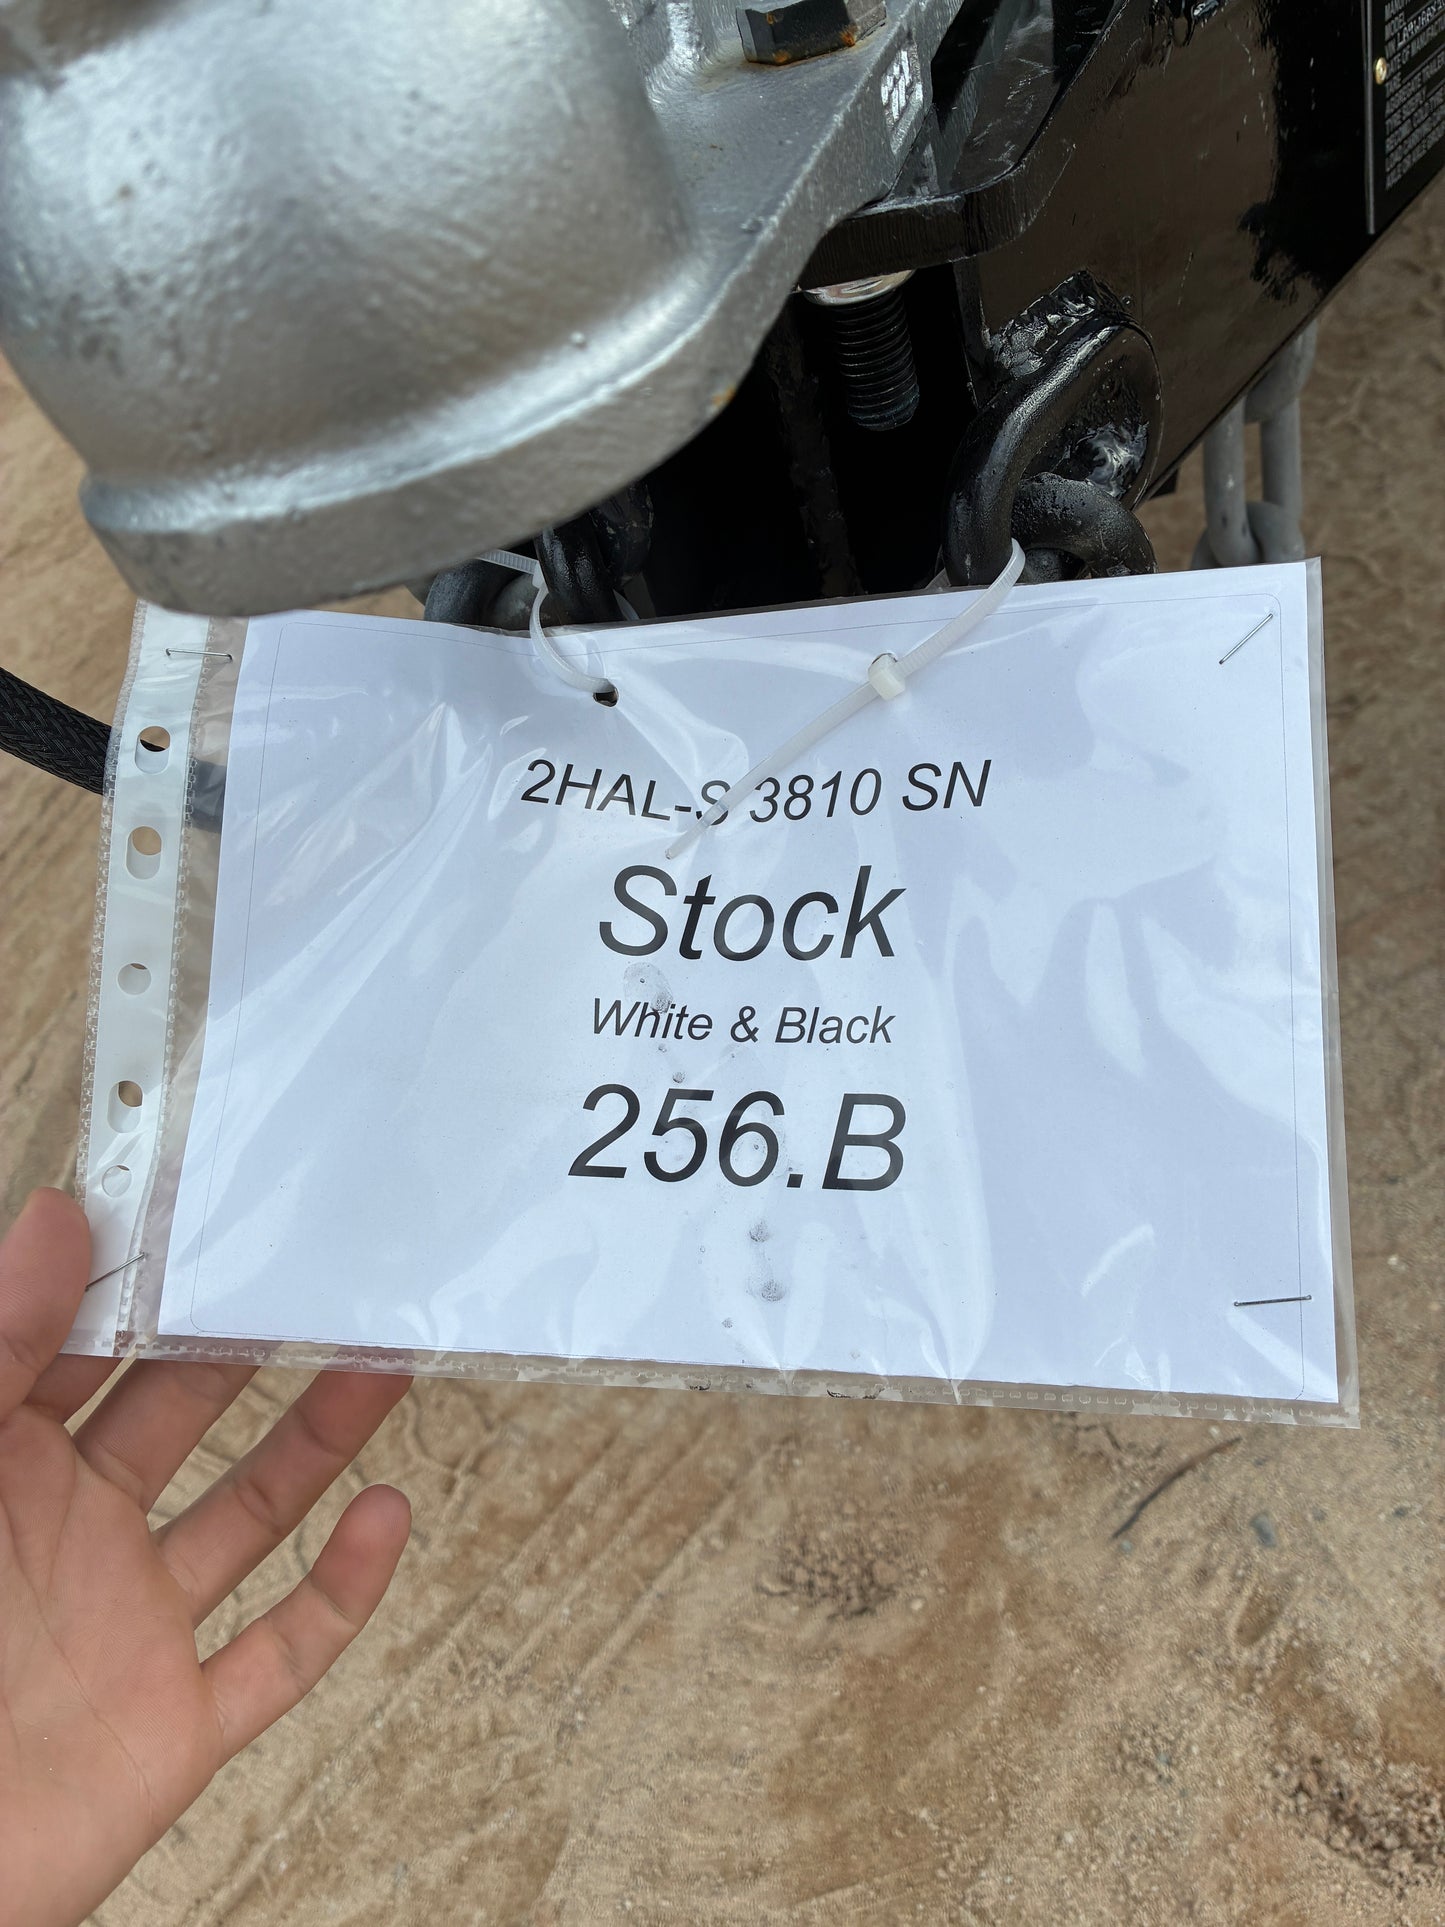 2HAL-S 3810 SN
Stock
White & Black
256.B